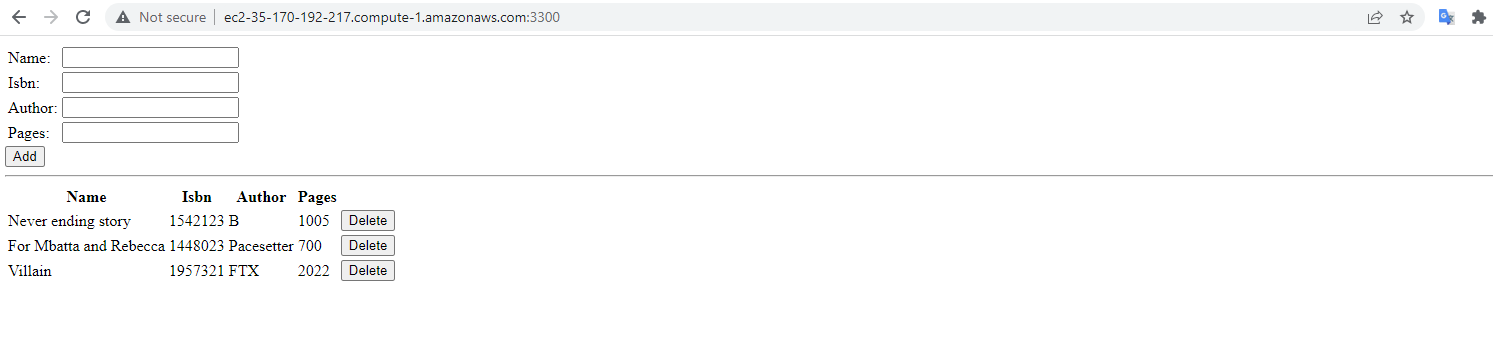 Not secure ec2-35-170-192-217.compute-1.amazonaws.com:3300
Name:
Isbn:
Author:
Pages:
Add
Name Isbn Author Pages
Never ending story 1542123 B 1005 Delete
For Mbatta and Rebecca 1448023 Pacesetter 700 Delete
Villain 1957321 FTX 2022 Delete